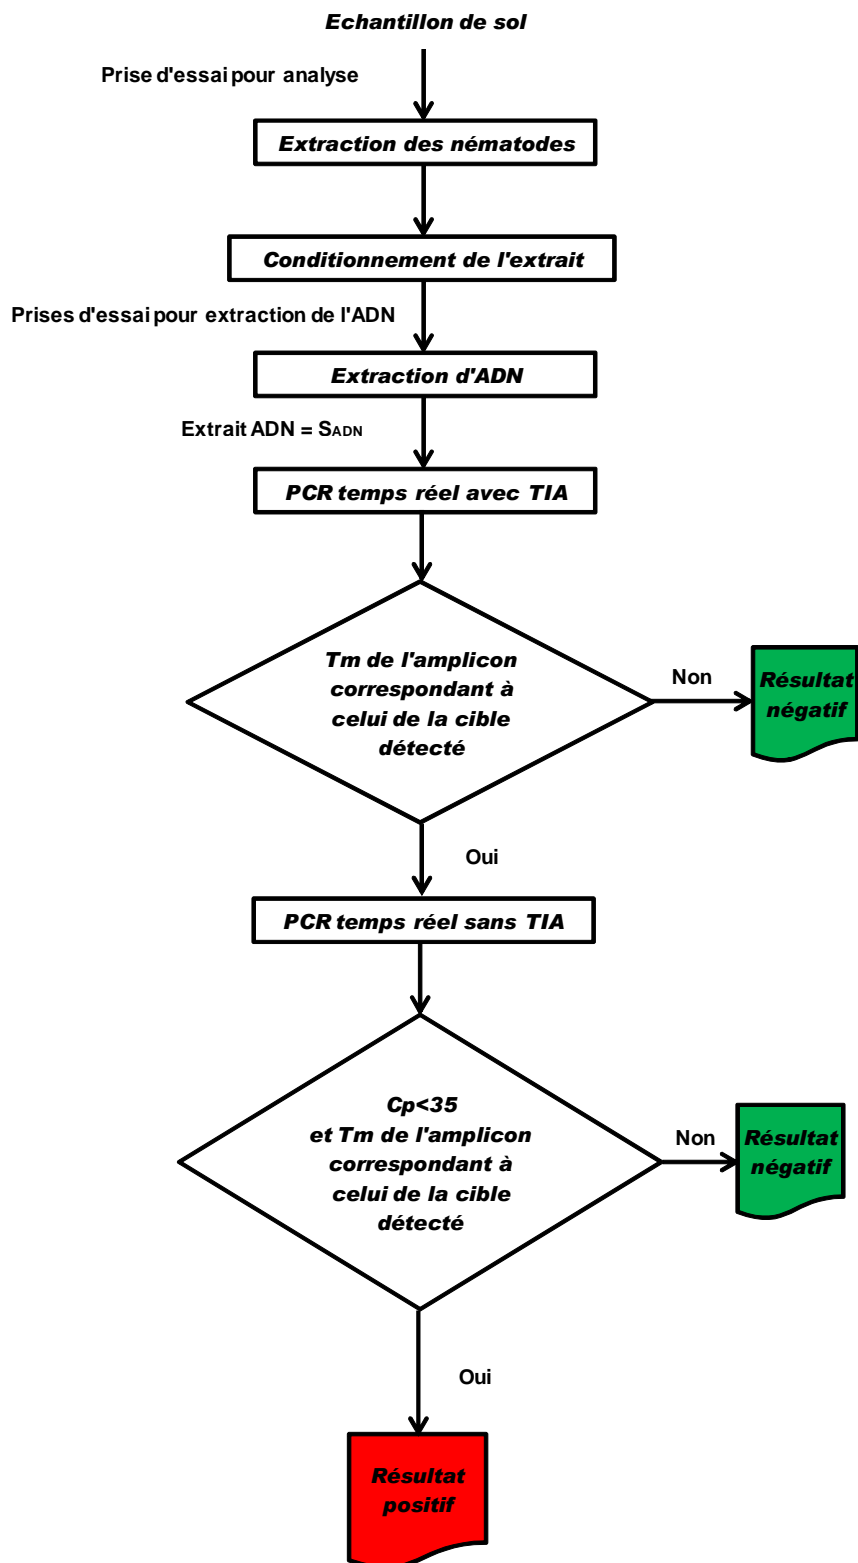 Echantillon de sol
Prise d'essai pour analyse
Extraction des nématodes
Conditionnement de l'extrait
Prises d'essai pour extraction de l'ADN
Extraction d'ADN
Extrait ADN = SADN
PCR temps réel avec TIA
Tm de l'amplicon
correspondant à
celui de la cible
détecté
Non
Résultat
négatif
Oui
PCR temps réel sans TIA
Cp<35
et Tm de l'amplicon
correspondant à
celui de la cible
détecté
Non
Résultat
négatif
Oui
Résultat
positif